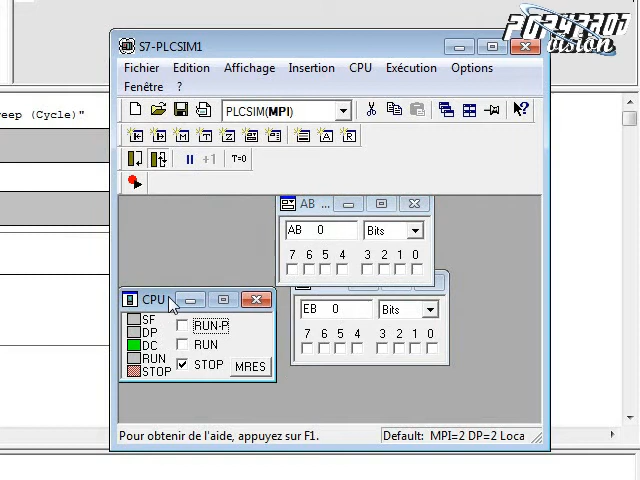 vision
eep (Cycle)"
S7-PLCSIM1
Fichier Edition Affichage Insertion CPU Exécution Options
Fenêtre ?
PLCSIM(MPI)
+1 T=0
AB ...
AB 0 Bits
7 6 5 4 3 2 1 0
EB 0 Bits
7 6 5 4 3 2 1 0
CPU
SF
DP
DC
RUN
STOP
RUN-P
RUN
STOP
MRES
Pour obtenir de l'aide, appuyez sur F1.
Default: MPI=2 DP=2 Loca